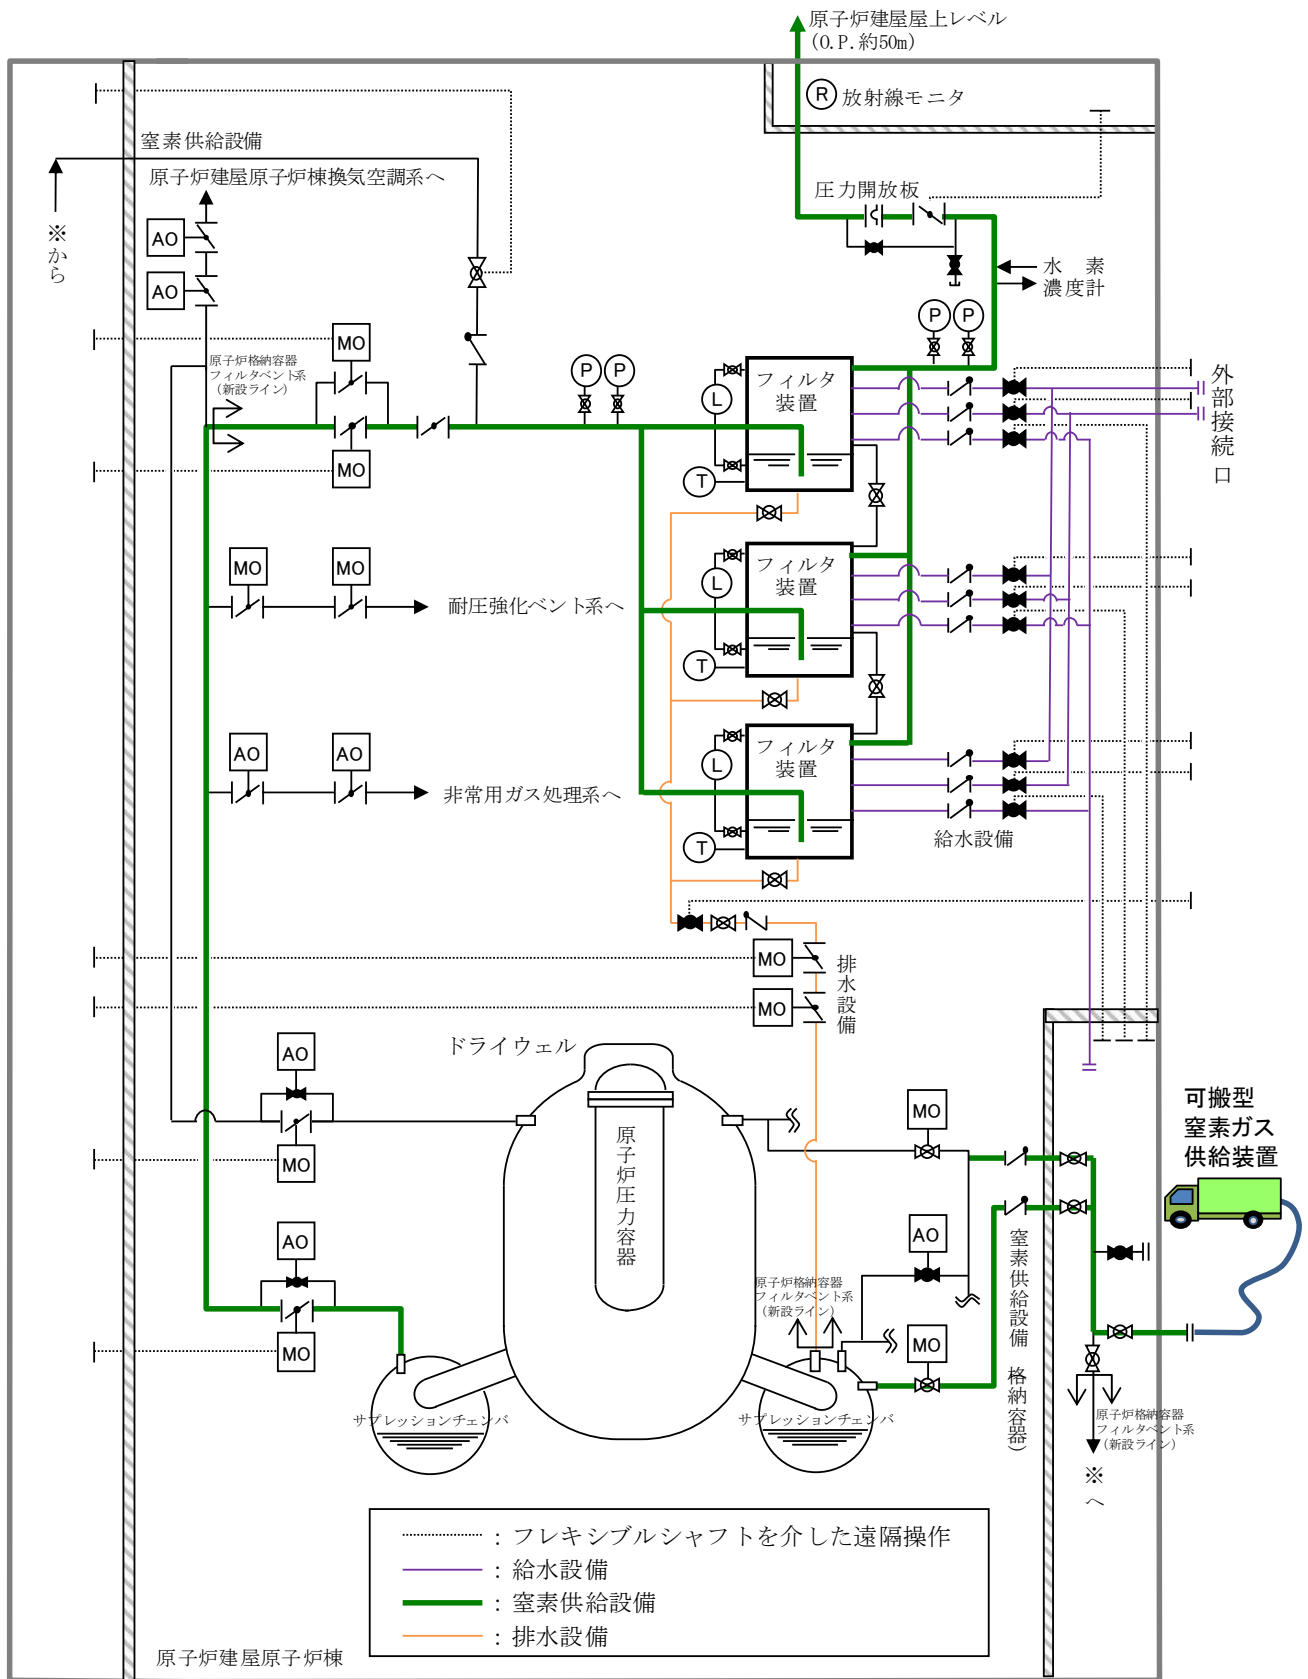 原子炉建屋屋上レベル
(O.P.約50m)
R 放射線モニタ
窒素供給設備
原子炉建屋原子炉棟換気空調系へ
※から
AO
AO
圧力開放板
水　素
濃度計
P
P
MO
原子炉格納容器
フィルタベント系
(新設ライン)
MO
P
P
フィルタ
装置
L
T
外部接続口
MO
MO
耐圧強化ベント系へ
フィルタ
装置
L
T
AO
AO
非常用ガス処理系へ
フィルタ
装置
L
T
給水設備
MO
MO
排水設備
ドライウェル
AO
MO
原子炉圧力容器
MO
可搬型
窒素ガス
供給装置
AO
MO
AO
MO
原子炉格納容器
フィルタベント系
(新設ライン)
窒素供給設備
格納容器)
サプレッションチェンバ
サプレッションチェンバ
原子炉格納容器
フィルタベント系
(新設ライン)
※へ
：フレキシブルシャフトを介した遠隔操作
：給水設備
：窒素供給設備
：排水設備
原子炉建屋原子炉棟